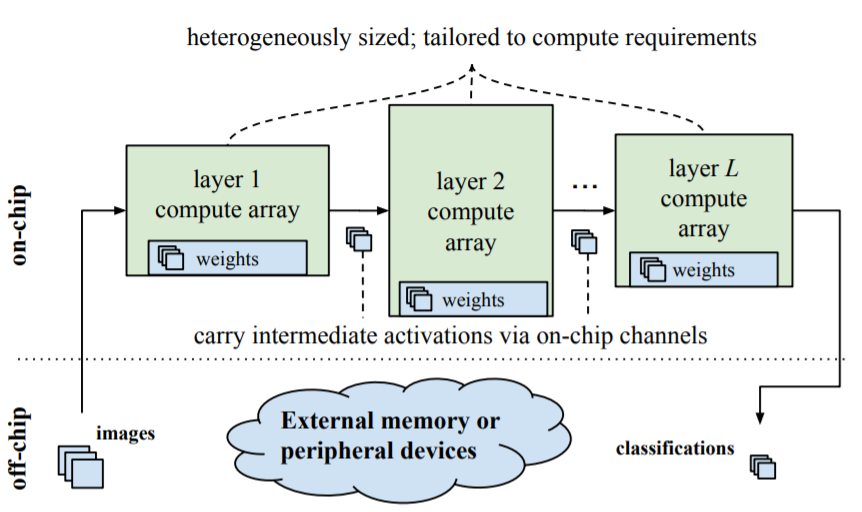 heterogeneously sized; tailored to compute requirements
on-chip
layer 1
compute array
weights
layer 2
compute
array
weights
...
layer L
compute
array
weights
carry intermediate activations via on-chip channels
off-chip
images
External memory or
peripheral devices
classifications